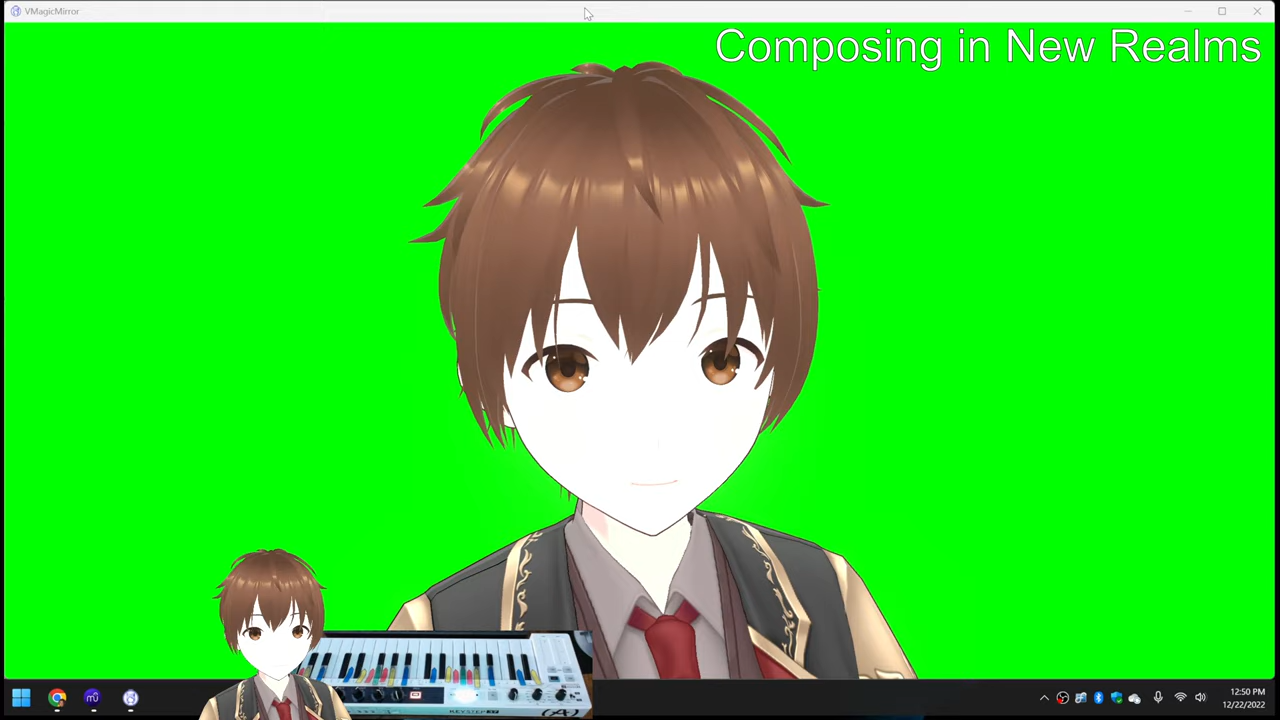 VMagicMirror
Composing in New Realms
KEYSTEP 37
12:50 PM
12/22/2022